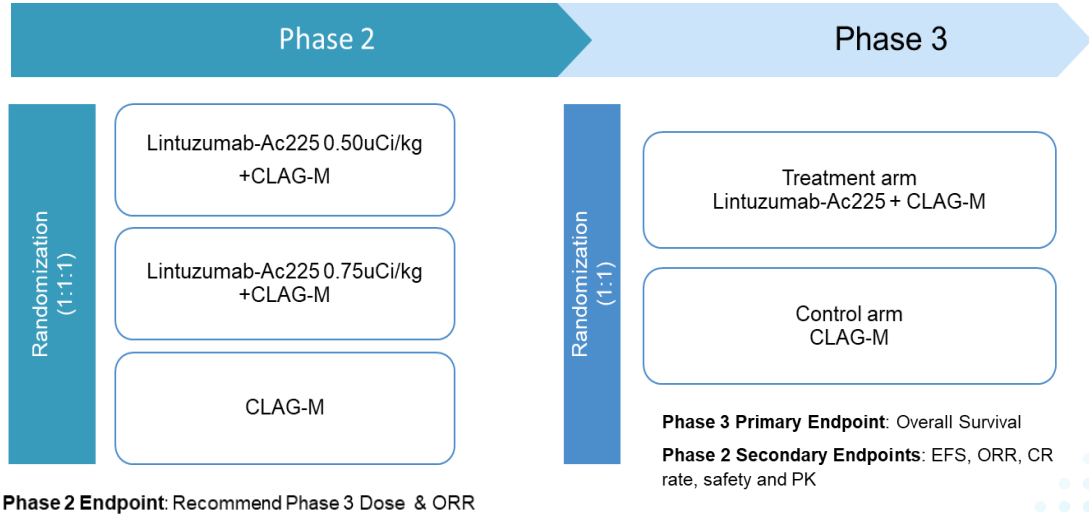 Phase 2
Phase 3
Randomization
(1:1:1)
Lintuzumab-Ac225 0.50uCi/kg
+CLAG-M
Lintuzumab-Ac225 0.75uCi/kg
+CLAG-M
CLAG-M
Phase 2 Endpoint: Recommend Phase 3 Dose & ORR
Randomization
(1:1)
Treatment arm
Lintuzumab-Ac225 + CLAG-M
Control arm
CLAG-M
Phase 3 Primary Endpoint: Overall Survival
Phase 2 Secondary Endpoints: EFS, ORR, CR
rate, safety and PK